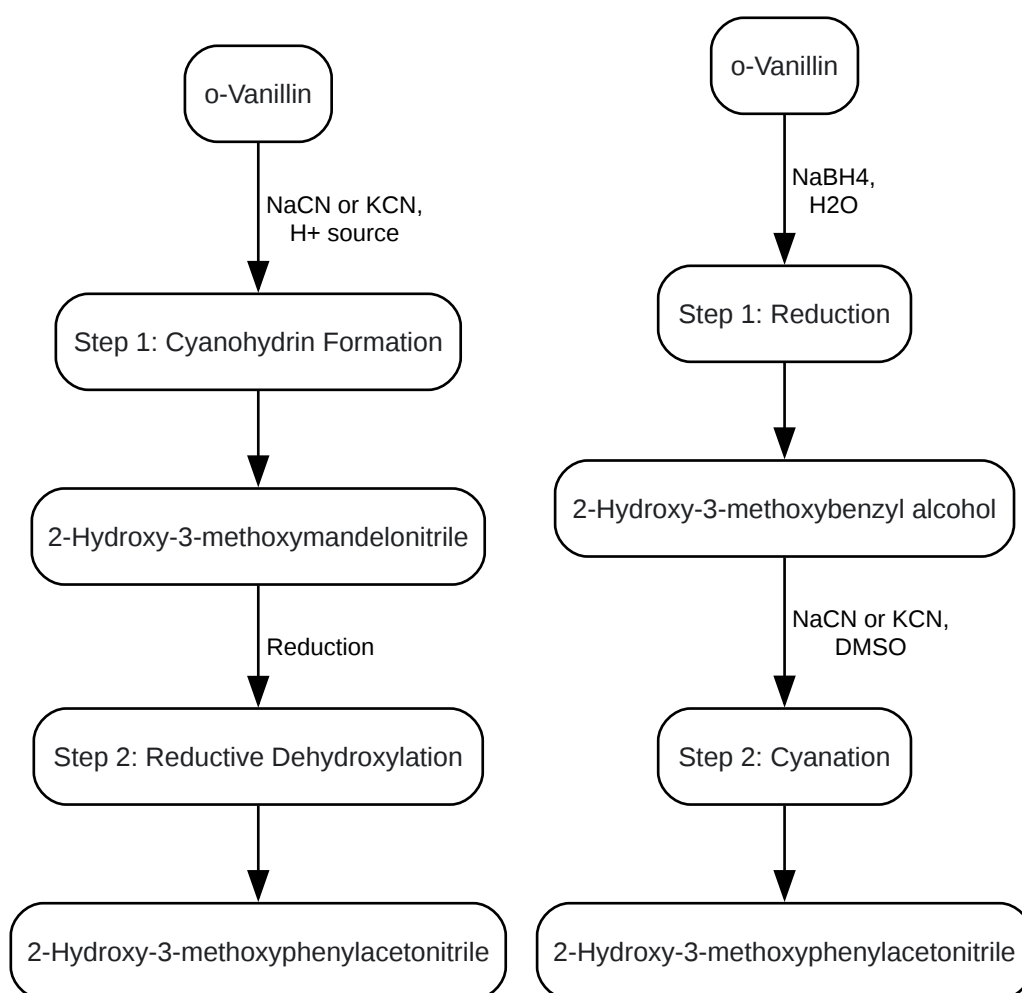 o-Vanillin
NaCN or KCN,
H+ source
Step 1: Cyanohydrin Formation
2-Hydroxy-3-methoxymandelonitrile
Reduction
Step 2: Reductive Dehydroxylation
2-Hydroxy-3-methoxyphenylacetonitrile
o-Vanillin
NaBH4,
H2O
Step 1: Reduction
2-Hydroxy-3-methoxybenzyl alcohol
NaCN or KCN,
DMSO
Step 2: Cyanation
2-Hydroxy-3-methoxyphenylacetonitrile